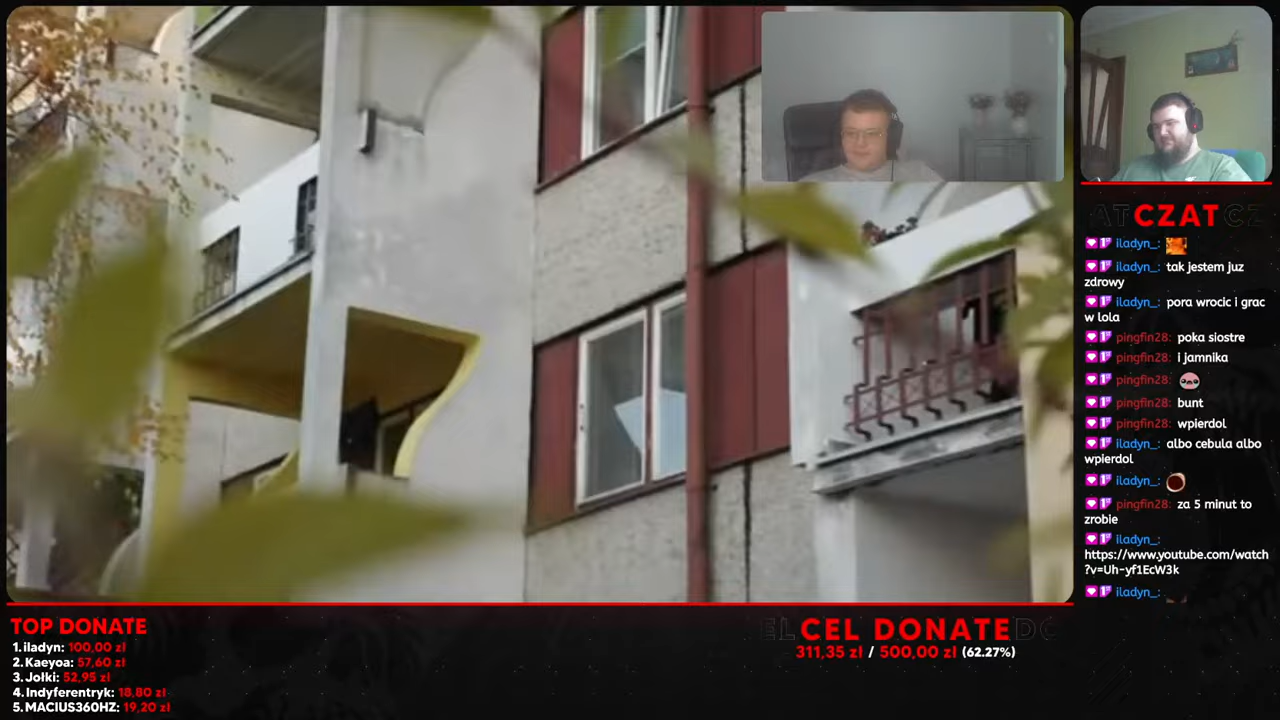 CZAT
iladyn_:
iladyn_: tak jestem juz
zdrowy
iladyn_: pora wrocic i grac
w lola
pingfin28: poka siostre
pingfin28: i jamnika
pingfin28:
pingfin28: bunt
pingfin28: wpierdol
iladyn_: albo cebula albo
wpierdol
iladyn_:
pingfin28: za 5 minut to
zrobie
iladyn_:
https://www.youtube.com/watch
?v=Uh-yf1EcW3k
iladyn_:
TOP DONATE
1.iladyn: 100,00 zł
2.Kaeyoa: 57,60 zł
3.Jołki: 52,95 zł
4.Indyferentryk: 18,80 zł
5.MACIUS360HZ: 19,20 zł
CEL DONATE
311,35 zł / 500,00 zł (62.27%)